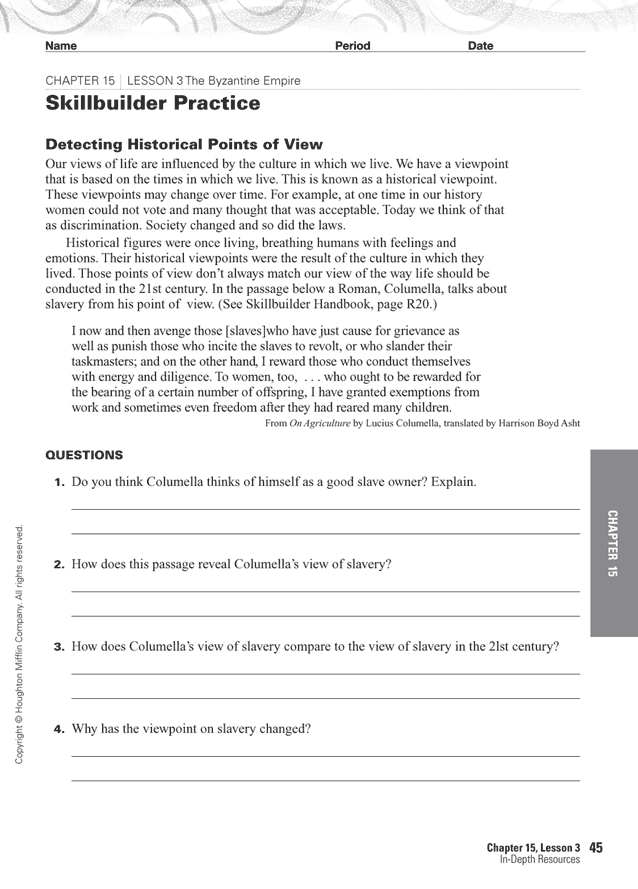 Name Period Date
CHAPTER 15 | LESSON 3 The Byzantine Empire
Skillbuilder Practice
Detecting Historical Points of View
Our views of life are influenced by the culture in which we live. We have a viewpoint
that is based on the times in which we live. This is known as a historical viewpoint.
These viewpoints may change over time. For example, at one time in our history
women could not vote and many thought that was acceptable. Today we think of that
as discrimination. Society changed and so did the laws.
Historical figures were once living, breathing humans with feelings and
emotions. Their historical viewpoints were the result of the culture in which they
lived. Those points of view don't always match our view of the way life should be
conducted in the 21st century. In the passage below a Roman, Columella, talks about
slavery from his point of view. (See Skillbuilder Handbook, page R20.)
I now and then avenge those [slaves]who have just cause for grievance as
well as punish those who incite the slaves to revolt, or who slander their
taskmasters; and on the other hand, I reward those who conduct themselves
with energy and diligence. To women, too, . . . who ought to be rewarded for
the bearing of a certain number of offspring, I have granted exemptions from
work and sometimes even freedom after they had reared many children.
From On Agriculture by Lucius Columella, translated by Harrison Boyd Asht
QUESTIONS
1. Do you think Columella thinks of himself as a good slave owner? Explain.
2. How does this passage reveal Columella's view of slavery?
3. How does Columella's view of slavery compare to the view of slavery in the 2lst century?
4. Why has the viewpoint on slavery changed?
CHAPTER 15
Copyright © Houghton Mifflin Company. All rights reserved.
Chapter 15, Lesson 3 45
In-Depth Resources